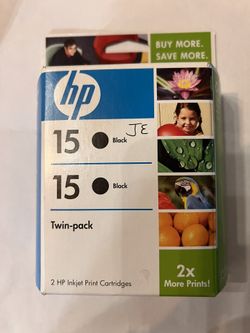 BUY MORE.
SAVE MORE.
hp
JE
15 Black
15 Black
Twin-pack
2 HP Inkjet Print Cartridges
2x
More Prints!